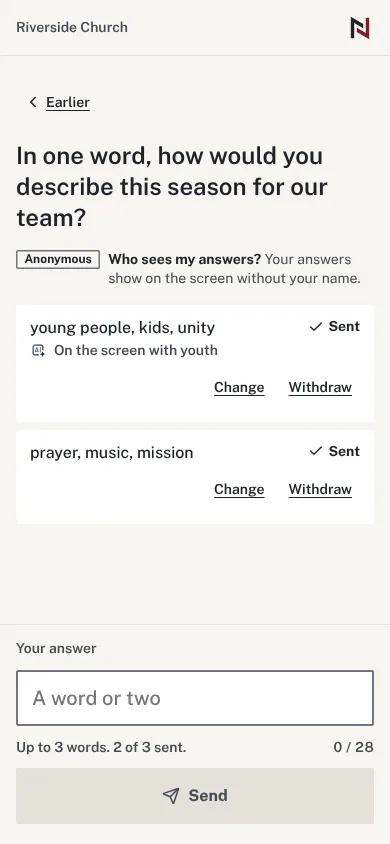 Riverside Church
Earlier
In one word, how would you
describe this season for our
team?
Anonymous Who sees my answers? Your answers
show on the screen without your name.
young people, kids, unity Sent
AI On the screen with youth
Change Withdraw
prayer, music, mission Sent
Change Withdraw
Your answer
A word or two
Up to 3 words. 2 of 3 sent. 0 / 28
Send